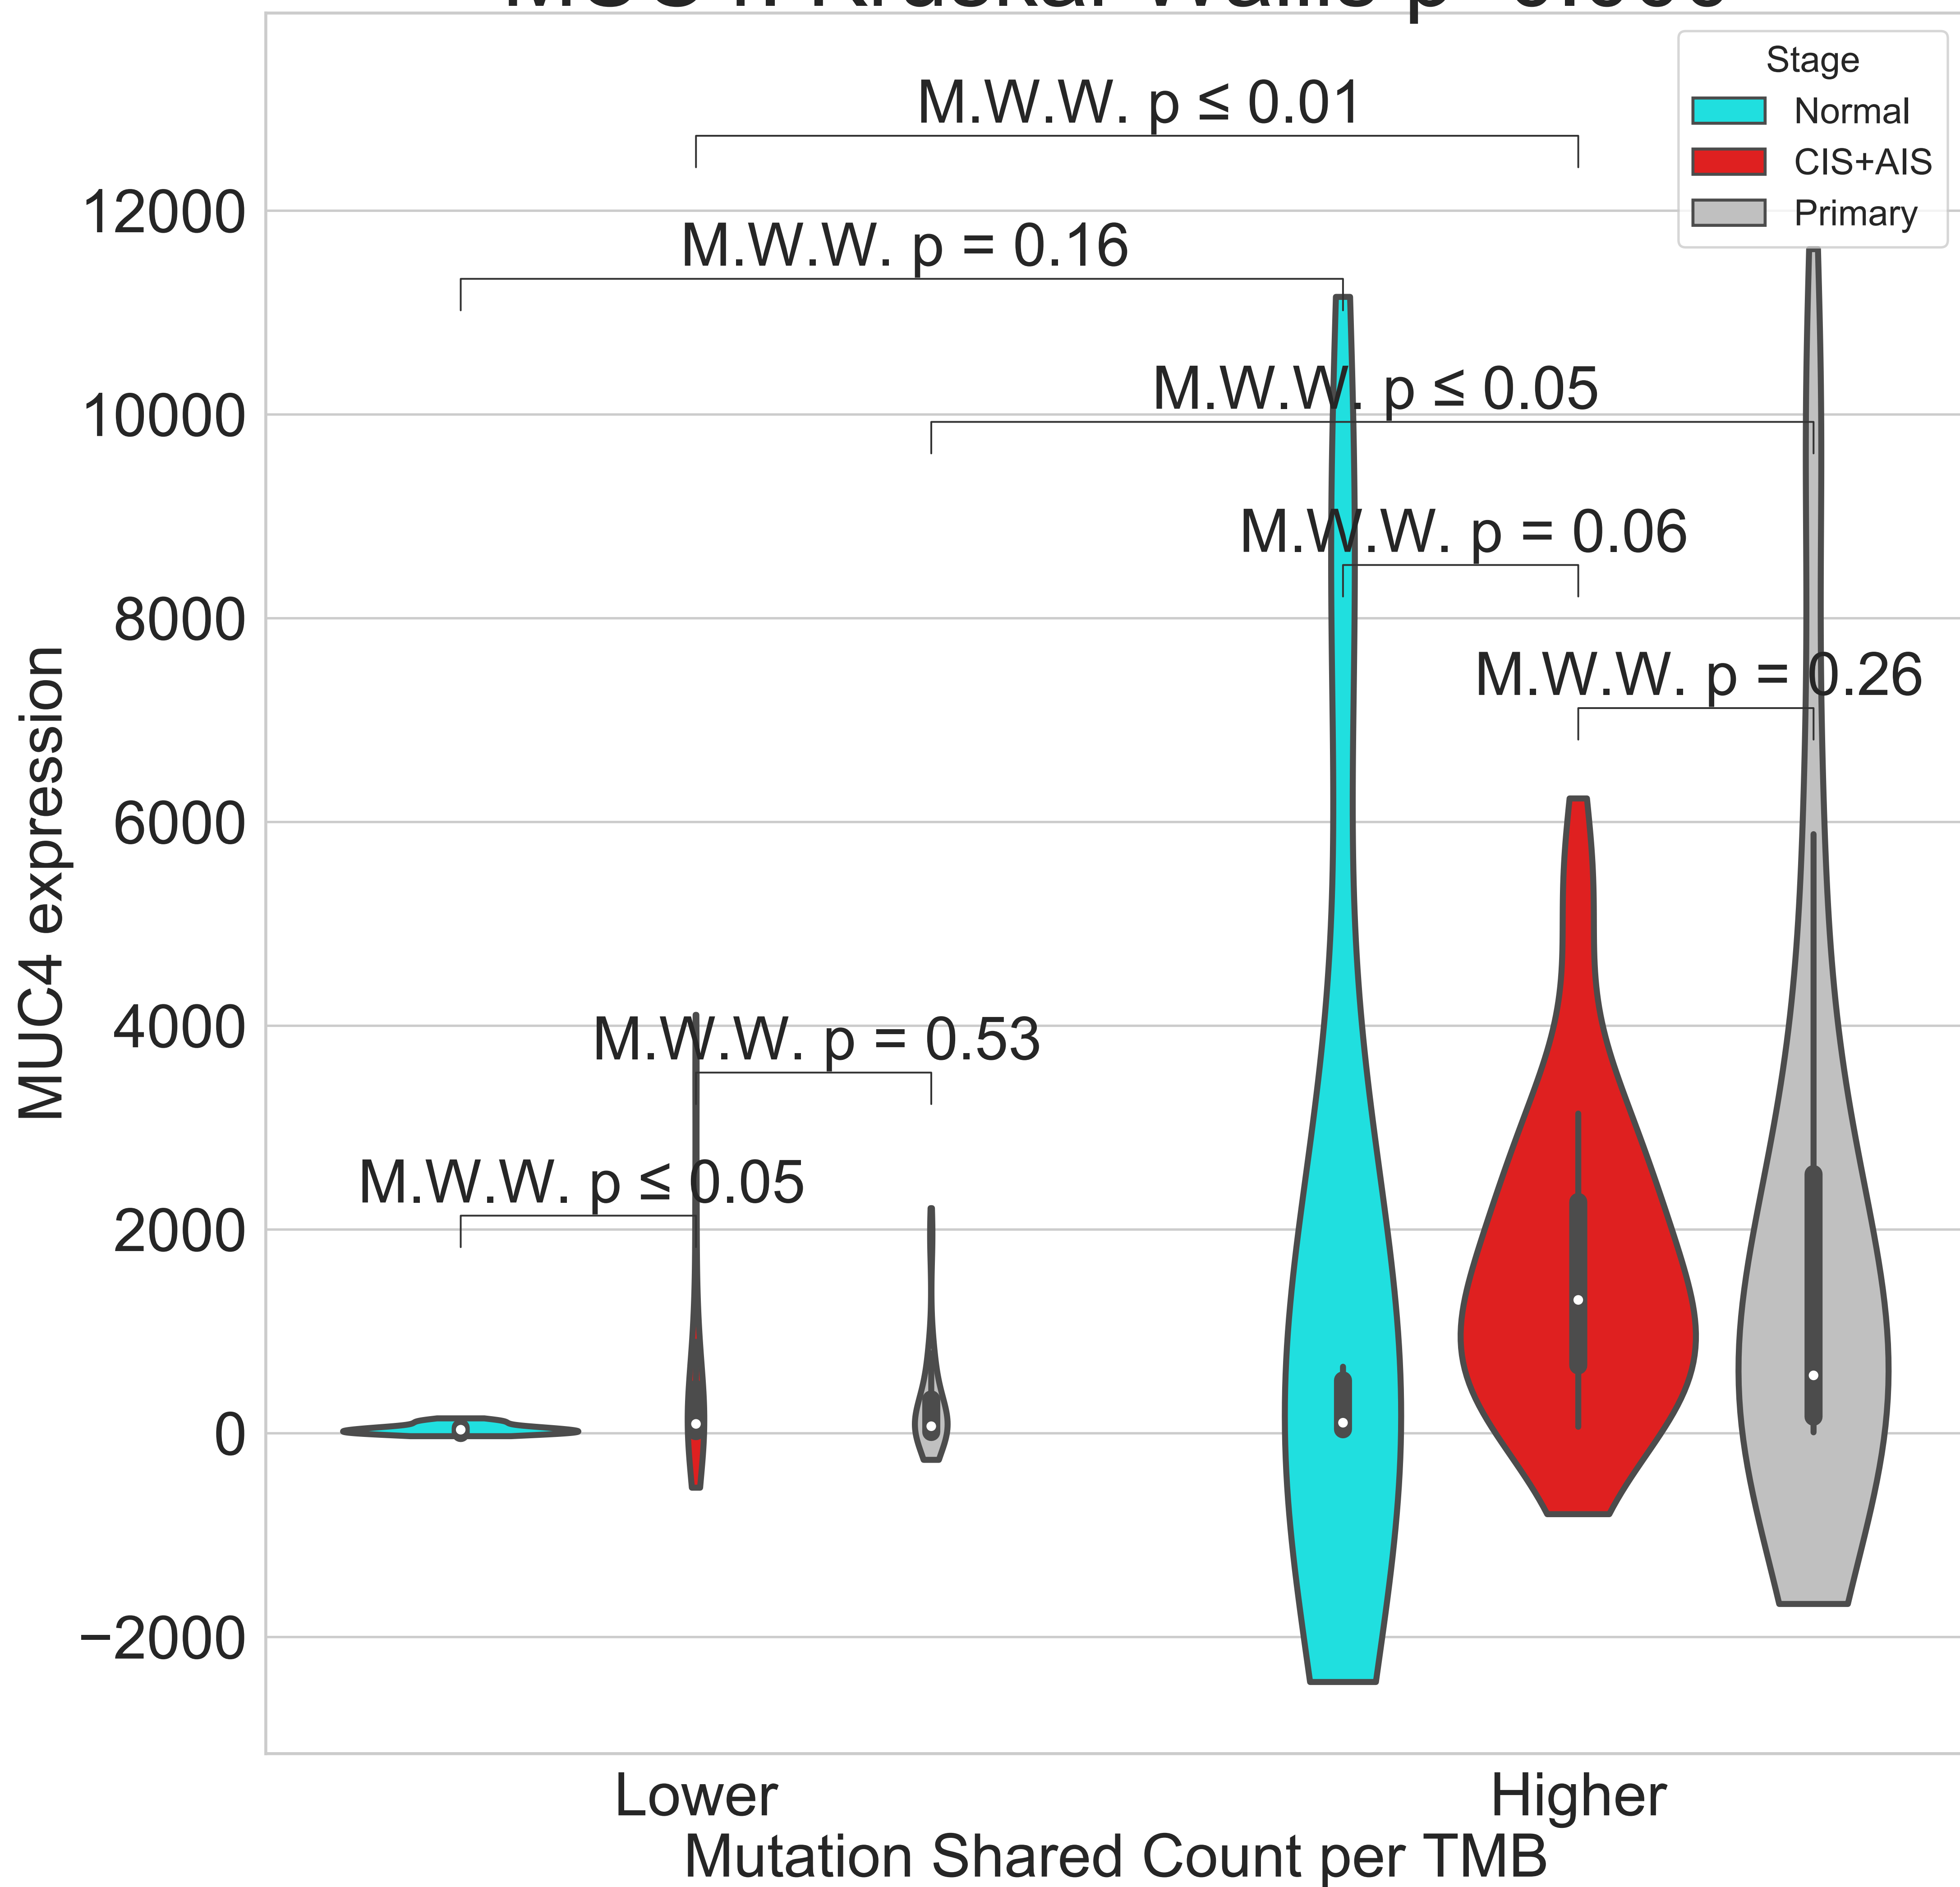 Stage
Normal
CIS+AIS
Primary
M.W.W. p ≤ 0.01
M.W.W. p = 0.16
M.W.W. p ≤ 0.05
M.W.W. p = 0.06
M.W.W. p = 0.26
M.W.W. p = 0.53
M.W.W. p ≤ 0.05
12000
10000
8000
6000
4000
2000
0
−2000
MUC4 expression
Lower
Higher
Mutation Shared Count per TMB